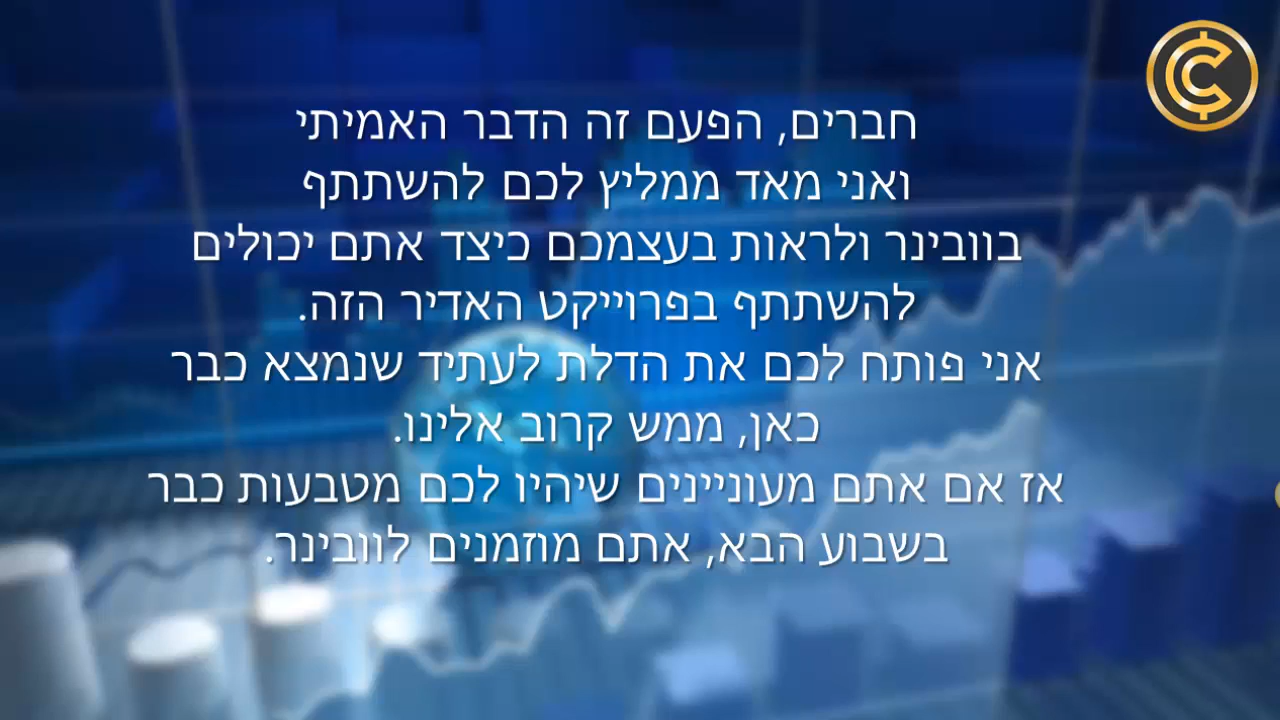 חברים, הפעם זה הדבר האמיתי
ואני מאד ממליץ לכם להשתתף
בוובינר ולראות בעצמכם כיצד אתם יכולים
להשתתף בפרוייקט האדיר הזה.
אני פותח לכם את הדלת לעתיד שנמצא כבר
כאן, ממש קרוב אלינו.
אז אם אתם מעוניינים שיהיו לכם מטבעות כבר
בשבוע הבא, אתם מוזמנים לוובינר.